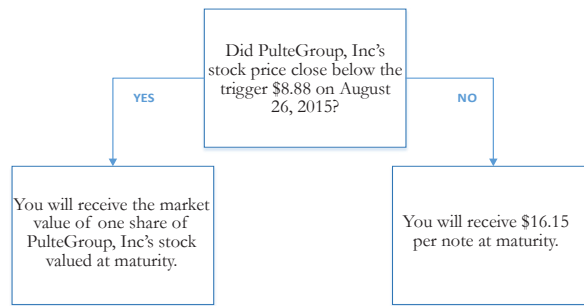 Did PulteGroup, Inc's
stock price close below the
trigger $8.88 on August
26, 2015?
YES
NO
You will receive the market
value of one share of
PulteGroup, Inc's stock
valued at maturity.
You will receive $16.15
per note at maturity.